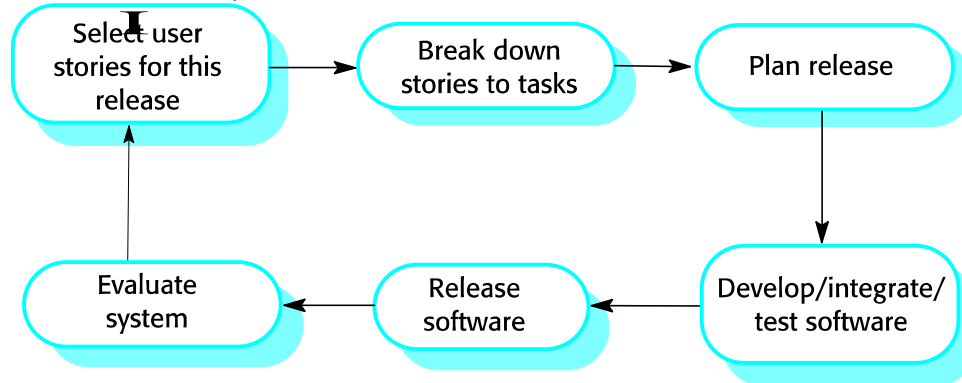 Select user
stories for this
release
Break down
stories to tasks
Plan release
Evaluate
system
Release
software
Develop/integrate/
test software